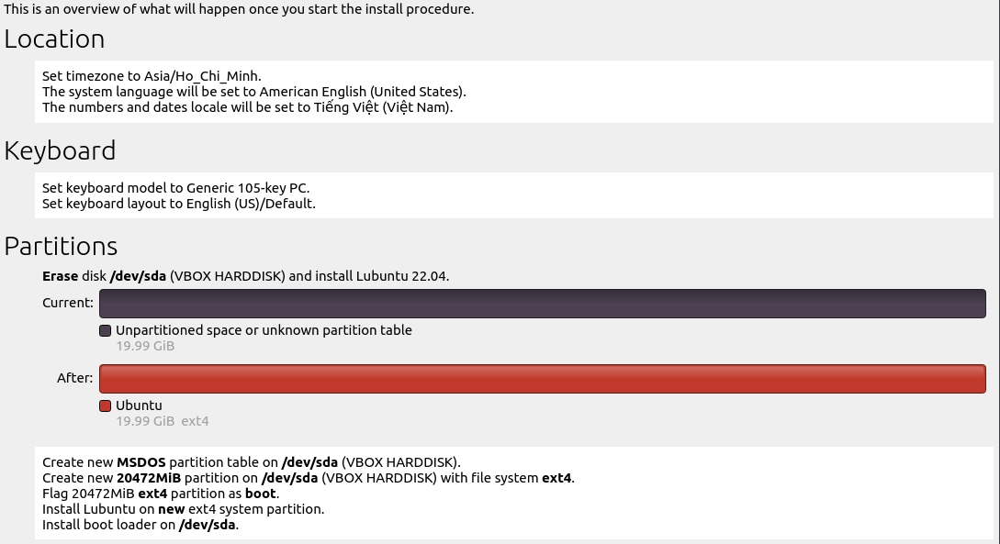 This is an overview of what will happen once you start the install procedure.
Location
Set timezone to Asia/Ho_Chi_Minh.
The system language will be set to American English (United States).
The numbers and dates locale will be set to Tiếng Việt (Việt Nam).
Keyboard
Set keyboard model to Generic 105-key PC.
Set keyboard layout to English (US)/Default.
Partitions
Erase disk /dev/sda (VBOX HARDDISK) and install Lubuntu 22.04.
Current:
Unpartitioned space or unknown partition table
19.99 GiB
After:
Ubuntu
19.99 GiB ext4
Create new MSDOS partition table on /dev/sda (VBOX HARDDISK).
Create new 20472MiB partition on /dev/sda (VBOX HARDDISK) with file system ext4.
Flag 20472MiB ext4 partition as boot.
Install Lubuntu on new ext4 system partition.
Install boot loader on /dev/sda.